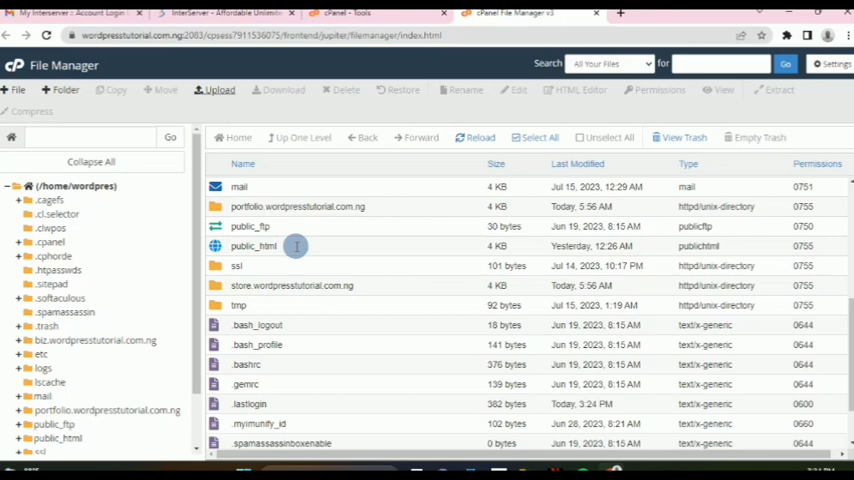 My Interserver :: Account Login
InterServer - Affordable Unlimite
cPanel - Tools
cPanel File Manager v3
wordpresstutorial.com.ng:2083/cpsess7911536075/frontend/jupiter/filemanager/index.html
cP File Manager
Search All Your Files for Go Settings
File Folder Copy Move Upload Download Delete Restore Rename Edit HTML Editor Permissions View Extract
Compress
Go Home Up One Level Back Forward Reload Select All Unselect All View Trash Empty Trash
Collapse All
(/home/wordpres)
.cagefs
.cl.selector
.clwpos
.cpanel
.cphorde
.htpasswds
.sitepad
.softaculous
.spamassassin
.trash
biz.wordpresstutorial.com.ng
etc
logs
lscache
mail
portfolio.wordpresstutorial.com.ng
public_ftp
public_html
ssl
Name Size Last Modified Type Permissions
mail 4 KB Jul 15, 2023, 12:29 AM mail 0751
portfolio.wordpresstutorial.com.ng 4 KB Today, 5:56 AM httpd/unix-directory 0755
public_ftp 30 bytes Jun 19, 2023, 8:15 AM publicftp 0750
public_html 4 KB Yesterday, 12:26 AM publichtml 0755
ssl 101 bytes Jul 14, 2023, 10:17 PM httpd/unix-directory 0755
store.wordpresstutorial.com.ng 4 KB Today, 5:56 AM httpd/unix-directory 0755
tmp 92 bytes Jul 15, 2023, 1:19 AM httpd/unix-directory 0755
.bash_logout 18 bytes Jun 19, 2023, 8:15 AM text/x-generic 0644
.bash_profile 141 bytes Jun 19, 2023, 8:15 AM text/x-generic 0644
.bashrc 376 bytes Jun 19, 2023, 8:15 AM text/x-generic 0644
.gemrc 139 bytes Jun 19, 2023, 8:15 AM text/x-generic 0644
.lastlogin 382 bytes Today, 3:24 PM text/x-generic 0600
.myimunify_id 102 bytes Jun 28, 2023, 8:21 AM text/x-generic 0660
.spamassassinboxenable 0 bytes Jun 19, 2023, 8:15 AM text/x-generic 0644